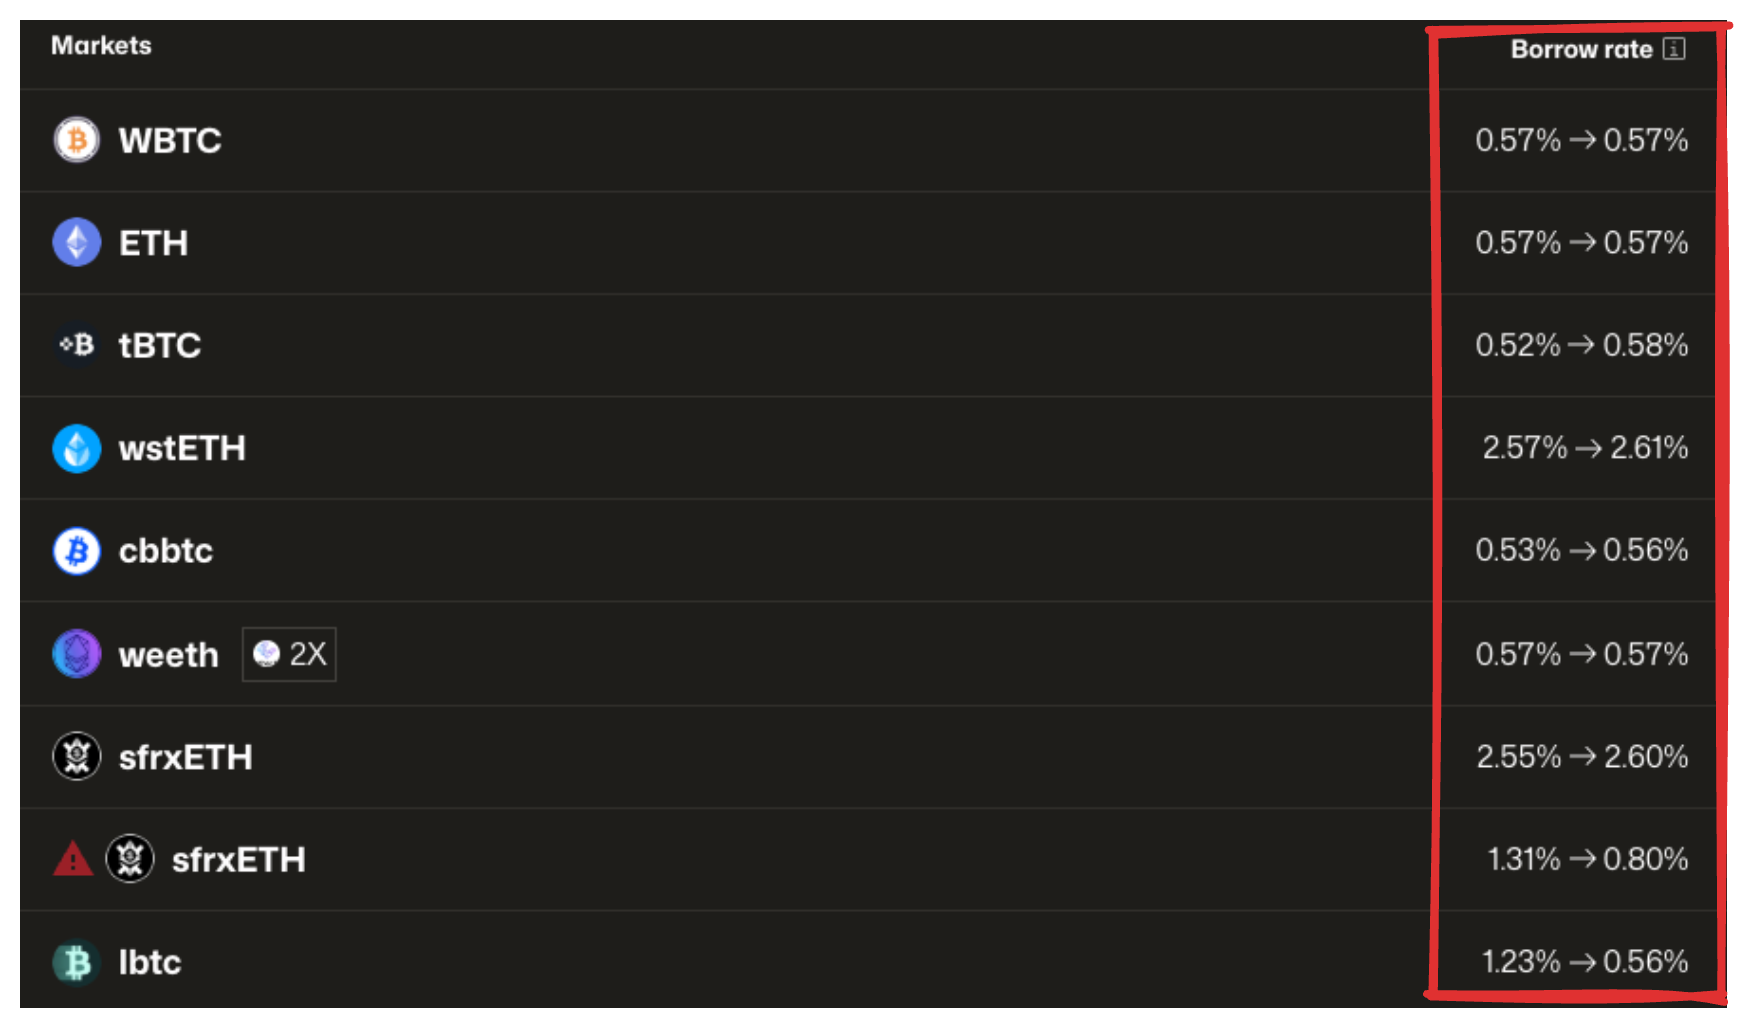 Markets Borrow rate
WBTC 0.57% → 0.57%
ETH 0.57% → 0.57%
tBTC 0.52% → 0.58%
wstETH 2.57% → 2.61%
cbbtc 0.53% → 0.56%
weeth 2X 0.57% → 0.57%
sfrxETH 2.55% → 2.60%
sfrxETH 1.31% → 0.80%
lbtc 1.23% → 0.56%